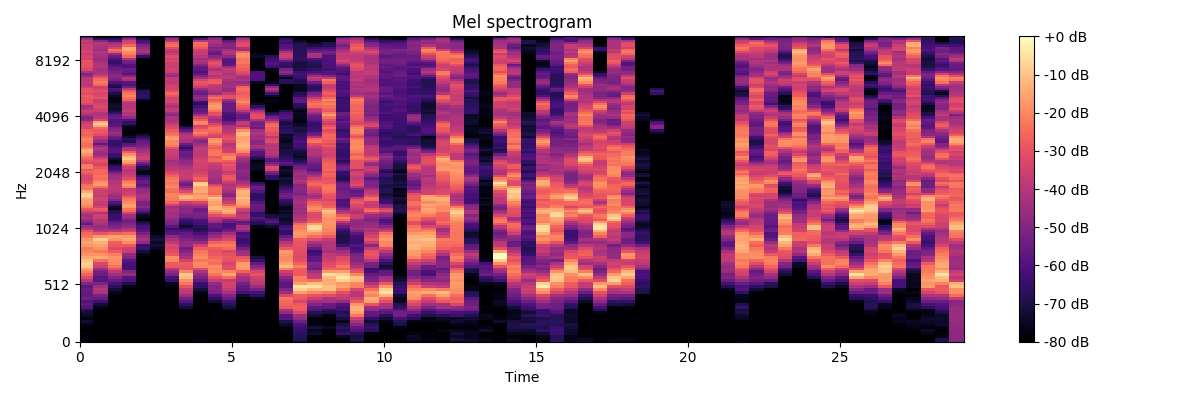 Mel spectrogram
8192
4096
2048
1024
512
0
Hz
0 5 10 15 20 25
Time
+0 dB
-10 dB
-20 dB
-30 dB
-40 dB
-50 dB
-60 dB
-70 dB
-80 dB